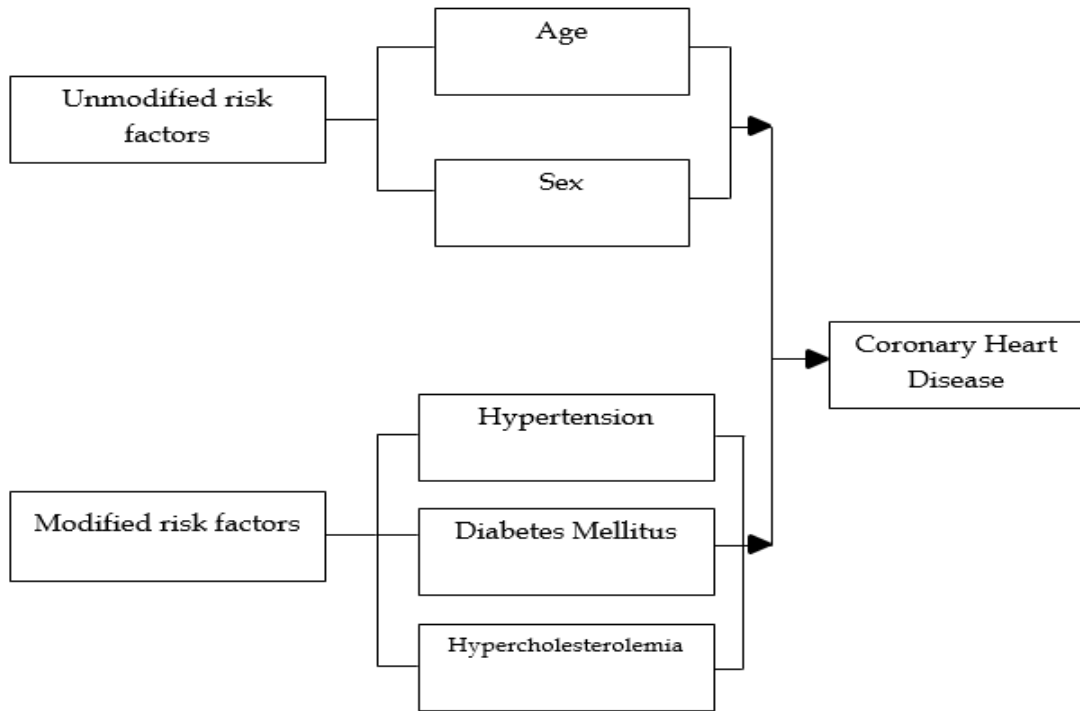 Age
Unmodified risk
factors
Sex
Coronary Heart
Disease
Hypertension
Modified risk factors
Diabetes Mellitus
Hypercholesterolemia